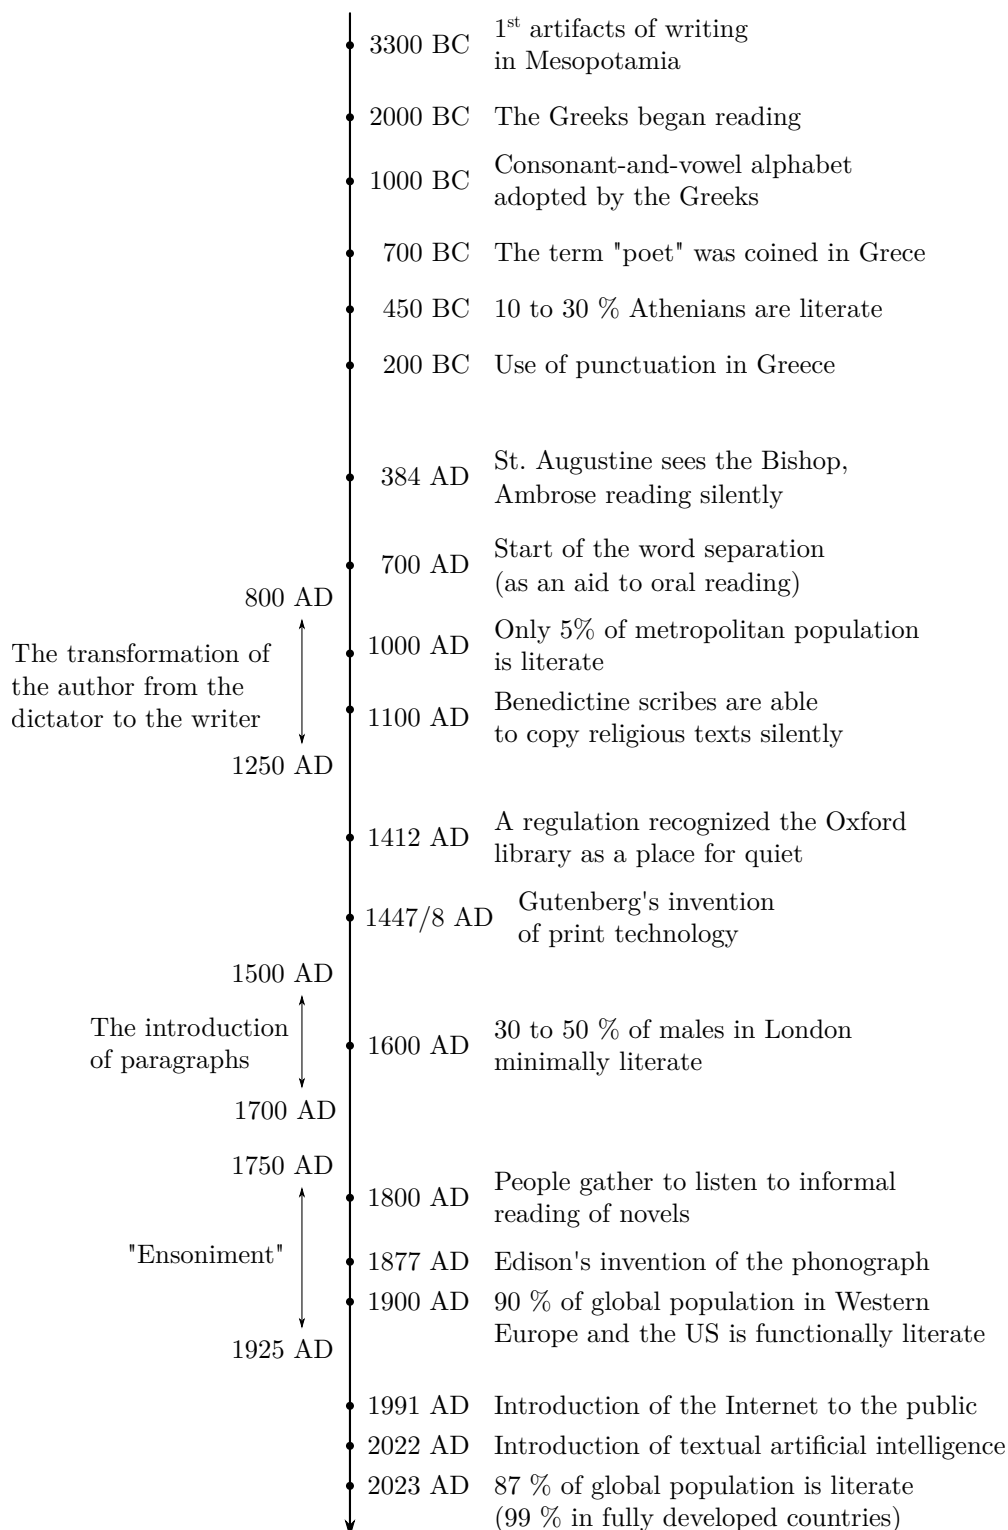 3300 BC 1st artifacts of writing
in Mesopotamia
2000 BC The Greeks began reading
1000 BC Consonant-and-vowel alphabet
adopted by the Greeks
700 BC The term "poet" was coined in Grece
450 BC 10 to 30 % Athenians are literate
200 BC Use of punctuation in Greece
384 AD St. Augustine sees the Bishop,
Ambrose reading silently
700 AD Start of the word separation
(as an aid to oral reading)
800 AD
The transformation of
the author from the
dictator to the writer
1250 AD
1000 AD Only 5% of metropolitan population
is literate
1100 AD Benedictine scribes are able
to copy religious texts silently
1412 AD A regulation recognized the Oxford
library as a place for quiet
1447/8 AD Gutenberg's invention
of print technology
1500 AD
The introduction
of paragraphs
1700 AD
1600 AD 30 to 50 % of males in London
minimally literate
1750 AD
"Ensoniment"
1925 AD
1800 AD People gather to listen to informal
reading of novels
1877 AD Edison's invention of the phonograph
1900 AD 90 % of global population in Western
Europe and the US is functionally literate
1991 AD Introduction of the Internet to the public
2022 AD Introduction of textual artificial intelligence
2023 AD 87 % of global population is literate
(99 % in fully developed countries)